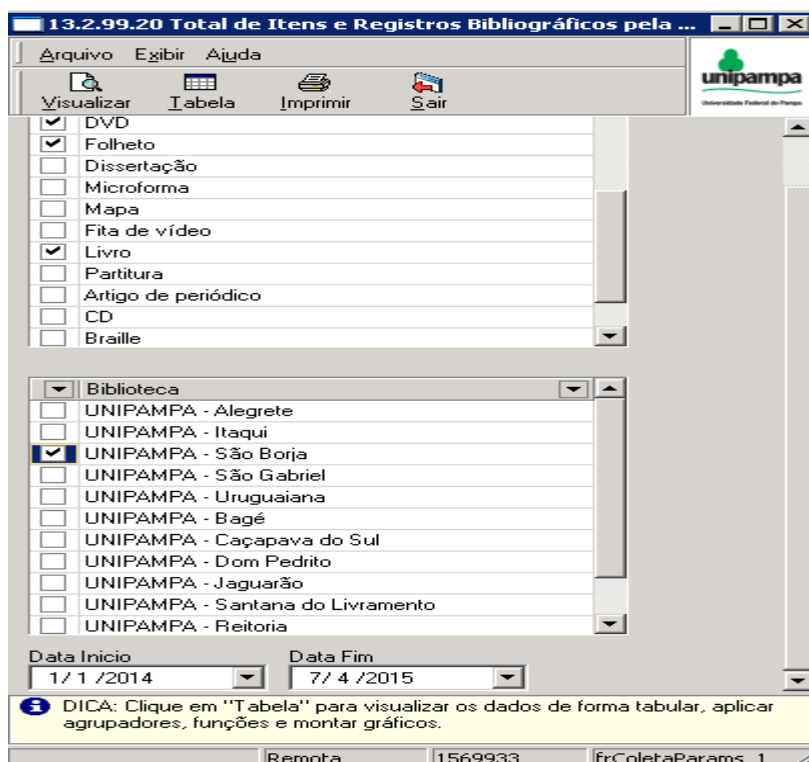 13.2.99.20 Total de Itens e Registros Bibliográficos pela ...
Arquivo Exibir Ajuda
Visualizar Tabela Imprimir Sair
unipampa
Universidade Federal do Pampa
DVD
Folheto
Dissertação
Microforma
Mapa
Fita de vídeo
Livro
Partitura
Artigo de periódico
CD
Braille
Biblioteca
UNIPAMPA - Alegrete
UNIPAMPA - Itaqui
UNIPAMPA - São Borja
UNIPAMPA - São Gabriel
UNIPAMPA - Uruguaiana
UNIPAMPA - Bagé
UNIPAMPA - Caçapava do Sul
UNIPAMPA - Dom Pedrito
UNIPAMPA - Jaguarão
UNIPAMPA - Santana do Livramento
UNIPAMPA - Reitoria
Data Inicio Data Fim
1/ 1 /2014 7/ 4 /2015
DICA: Clique em "Tabela" para visualizar os dados de forma tabular, aplicar
agrupadores, funções e montar gráficos.
Remota 1569933 frColetaParams_1